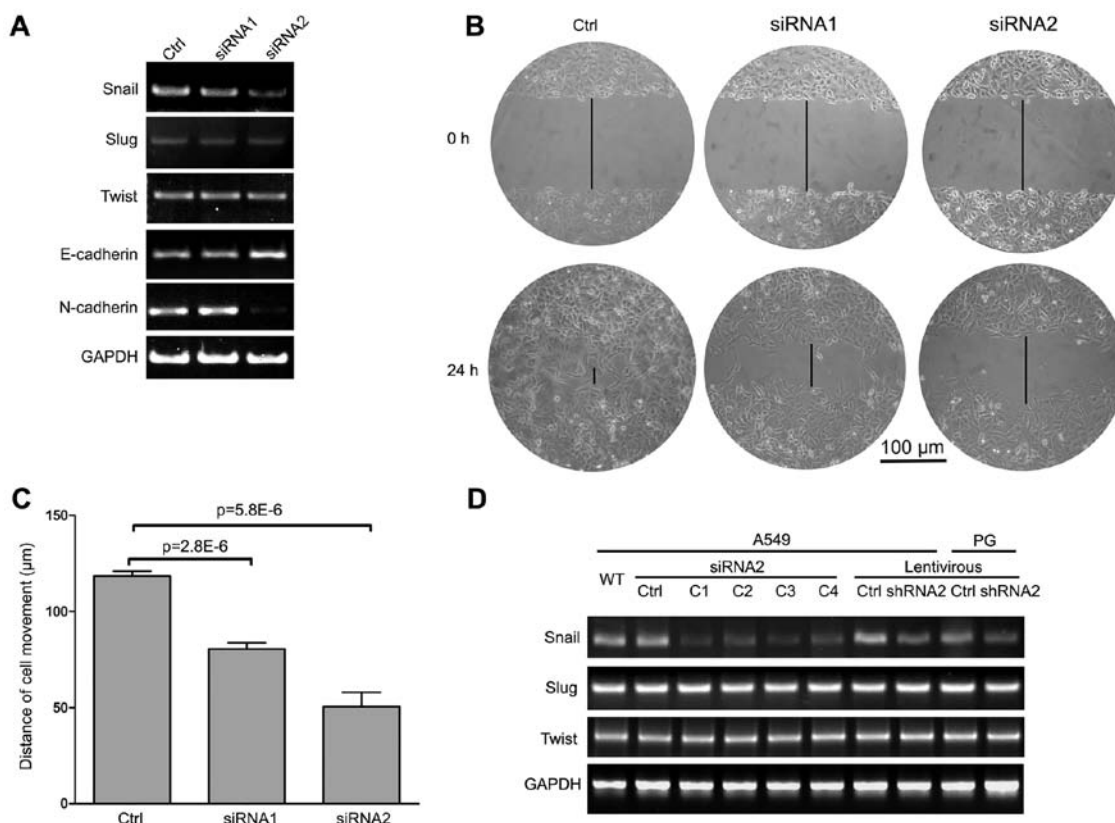 A
Ctrl siRNA1 siRNA2
Snail
Slug
Twist
E-cadherin
N-cadherin
GAPDH
B
Ctrl siRNA1 siRNA2
0 h
24 h
100 µm
C
Distance of cell movement (µm)
150
100
50
0
p=5.8E-6
p=2.8E-6
Ctrl siRNA1 siRNA2
D
A549 PG
WT siRNA2 Lentivirous
Ctrl C1 C2 C3 C4 Ctrl shRNA2 Ctrl shRNA2
Snail
Slug
Twist
GAPDH